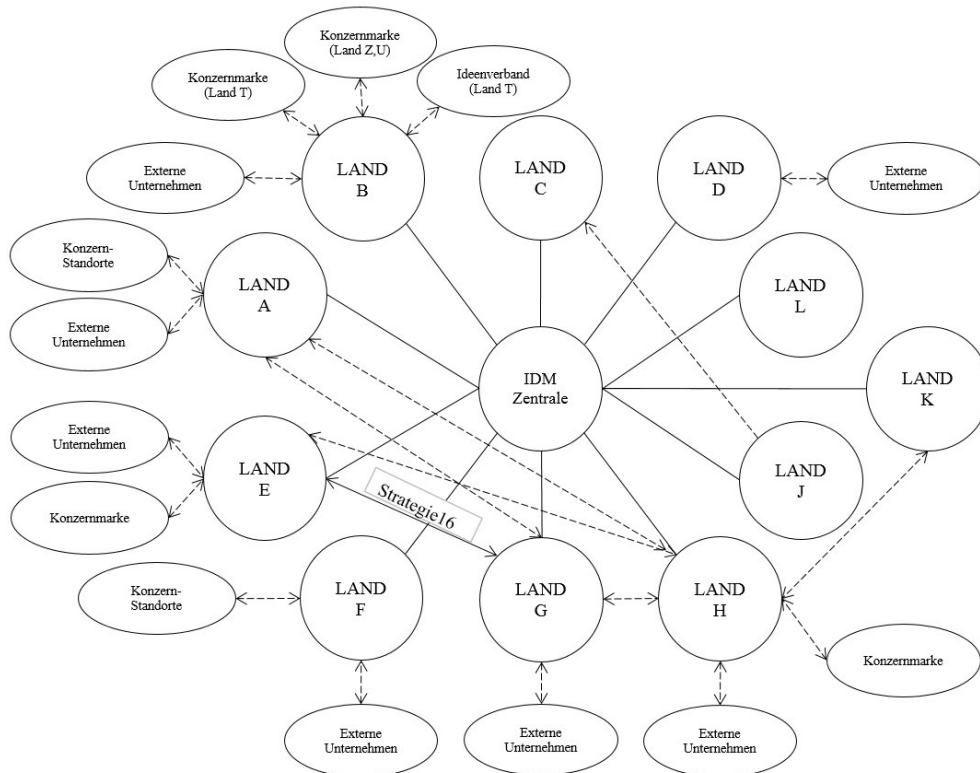 Konzernmarke
(Land Z,U)
Konzernmarke
(Land T)
Ideenverband
(Land T)
Externe
Unternehmen
LAND
B
LAND
C
LAND
D
Externe
Unternehmen
Konzern-
Standorte
Externe
Unternehmen
LAND
A
LAND
L
IDM
Zentrale
LAND
K
Externe
Unternehmen
Konzernmarke
LAND
E
Strategie16
LAND
J
Konzern-
Standorte
LAND
F
LAND
G
LAND
H
Konzernmarke
Externe
Unternehmen
Externe
Unternehmen
Externe
Unternehmen